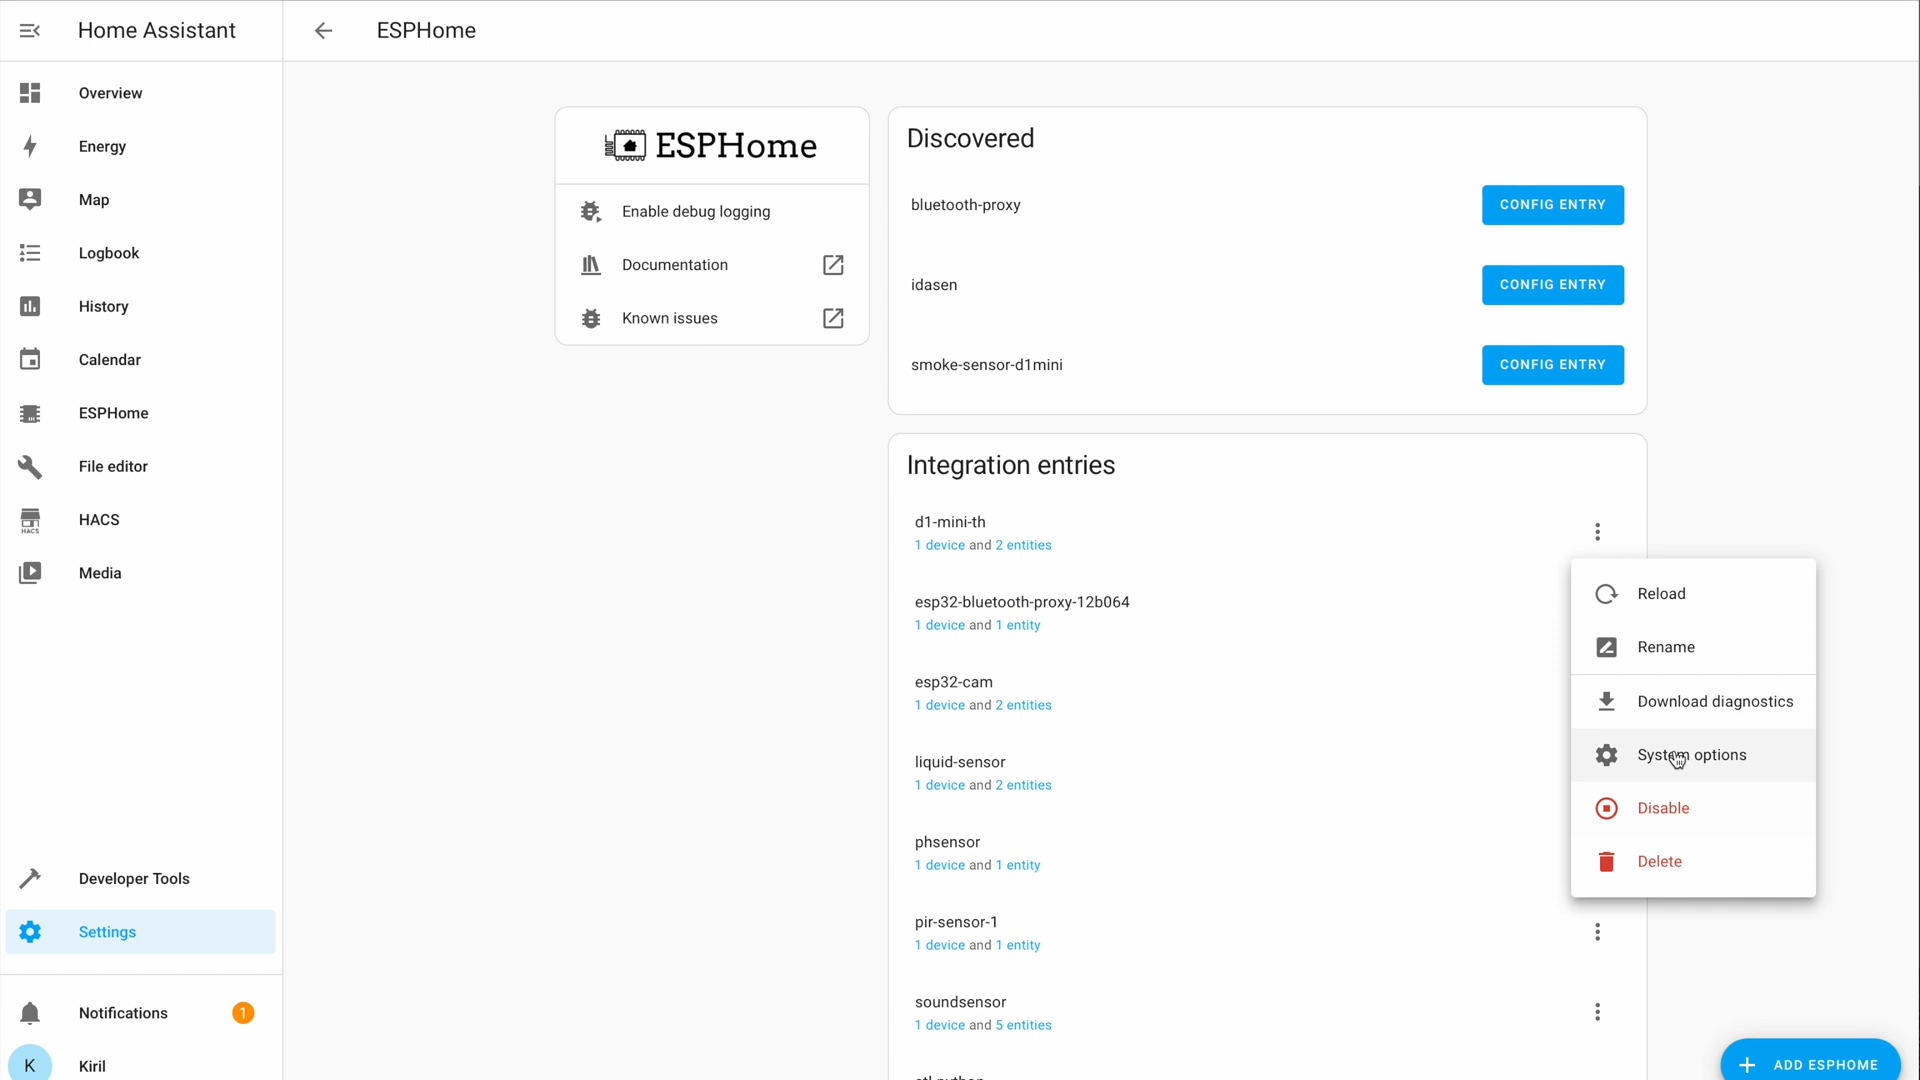 Home Assistant
ESPHome
Overview
Energy
Map
Logbook
History
Calendar
ESPHome
File editor
HACS
HACS
Media
Developer Tools
Settings
Notifications
1
K
Kiril
ESPHome
Enable debug logging
Documentation
Known issues
Discovered
bluetooth-proxy
CONFIG ENTRY
idasen
CONFIG ENTRY
smoke-sensor-d1mini
CONFIG ENTRY
Integration entries
d1-mini-th
1 device and 2 entities
esp32-bluetooth-proxy-12b064
1 device and 1 entity
esp32-cam
1 device and 2 entities
liquid-sensor
1 device and 2 entities
phsensor
1 device and 1 entity
pir-sensor-1
1 device and 1 entity
soundsensor
1 device and 5 entities
Reload
Rename
Download diagnostics
System options
Disable
Delete
ADD ESPHOME